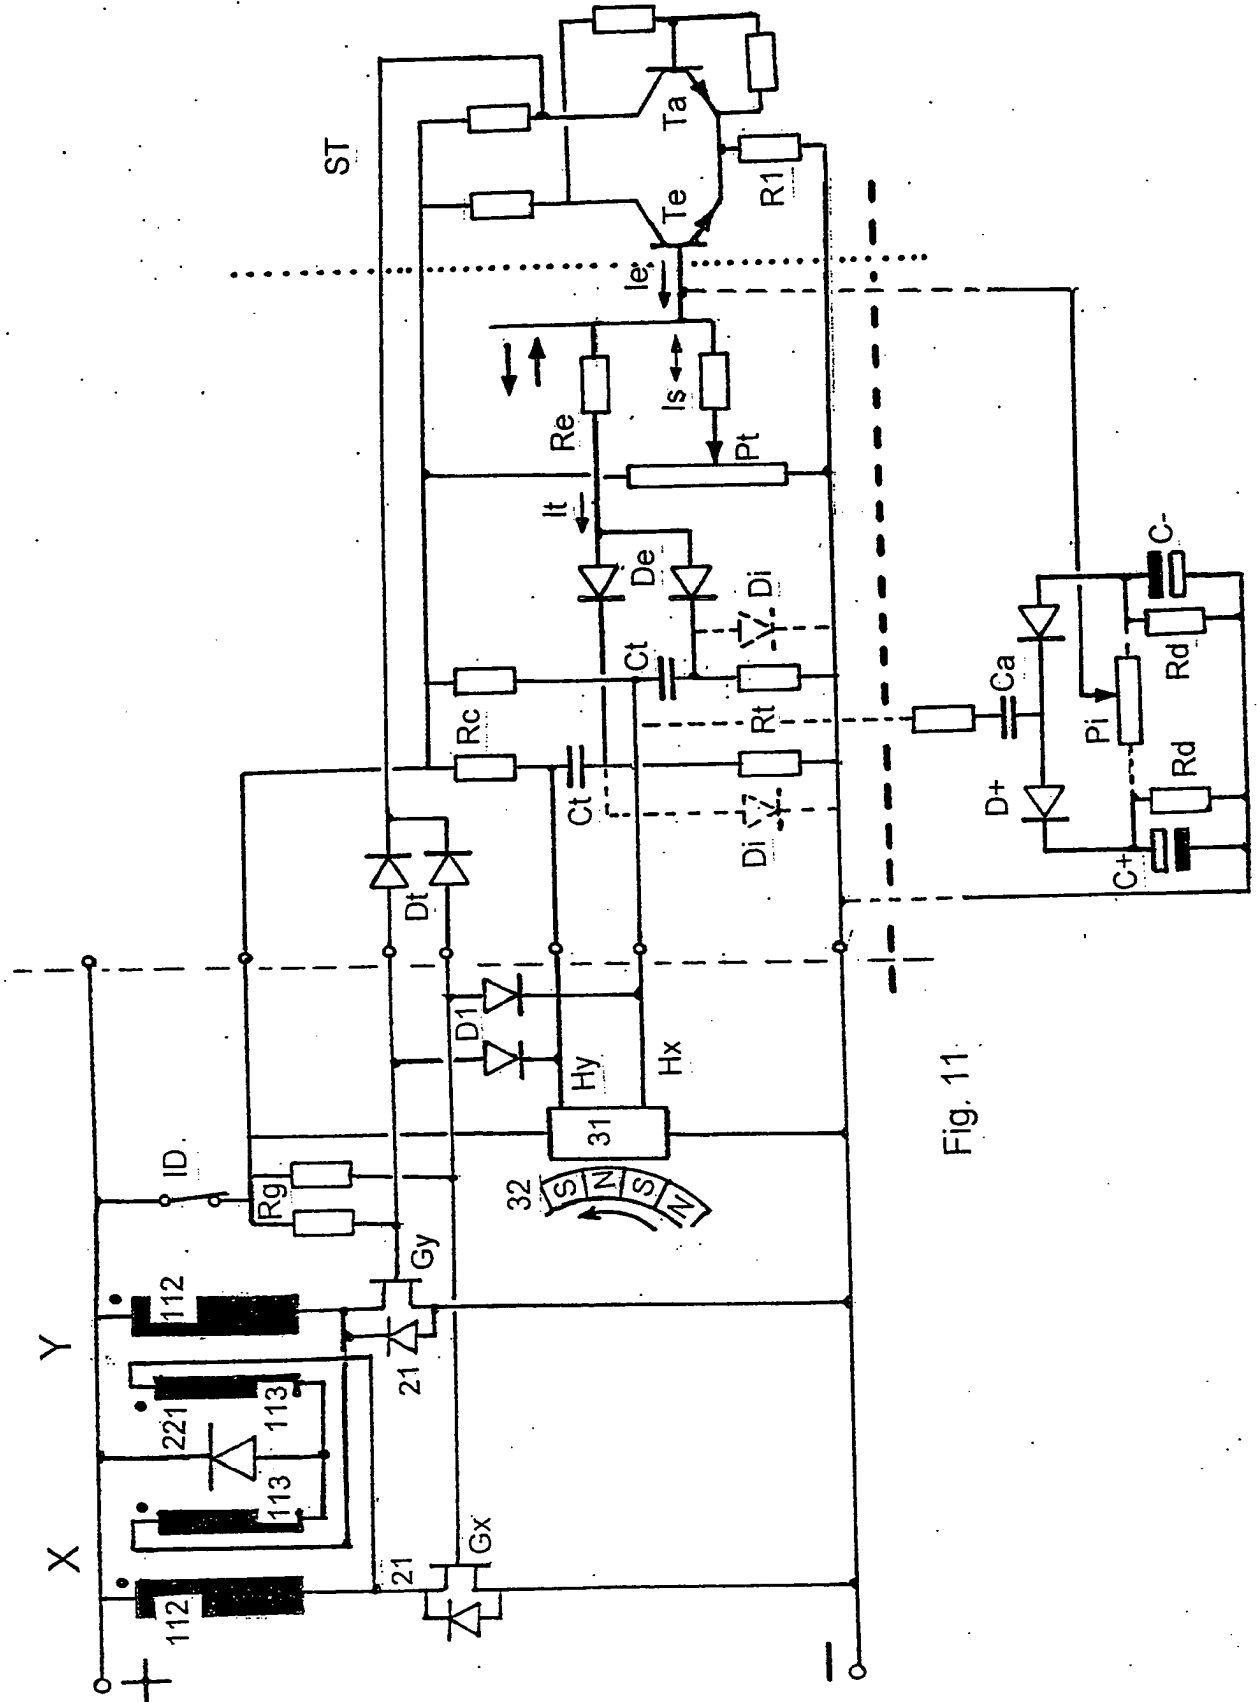 ST
Ta
Te
R1
Ie
Is
Re
Pt
It
De
Di
Ct
Rc
Rt
Ct
Di
Ca
Pi
Rd
Rd
D+
C-
C+
Dt
D1
Hy
Hx
31
32
S
N
S
N
ID
Rg
Gy
Y
112
21
113
221
113
X
112
21
Gx
+
−
Fig. 11